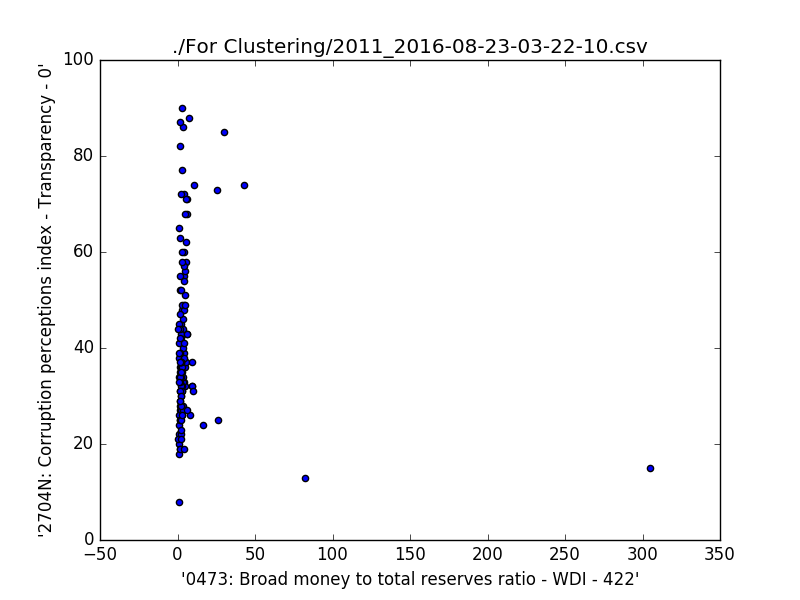 ./For Clustering/2011_2016-08-23-03-22-10.csv
'2704N: Corruption perceptions index - Transparency - 0'
100
80
60
40
20
0
−50 0 50 100 150 200 250 300 350
'0473: Broad money to total reserves ratio - WDI - 422'